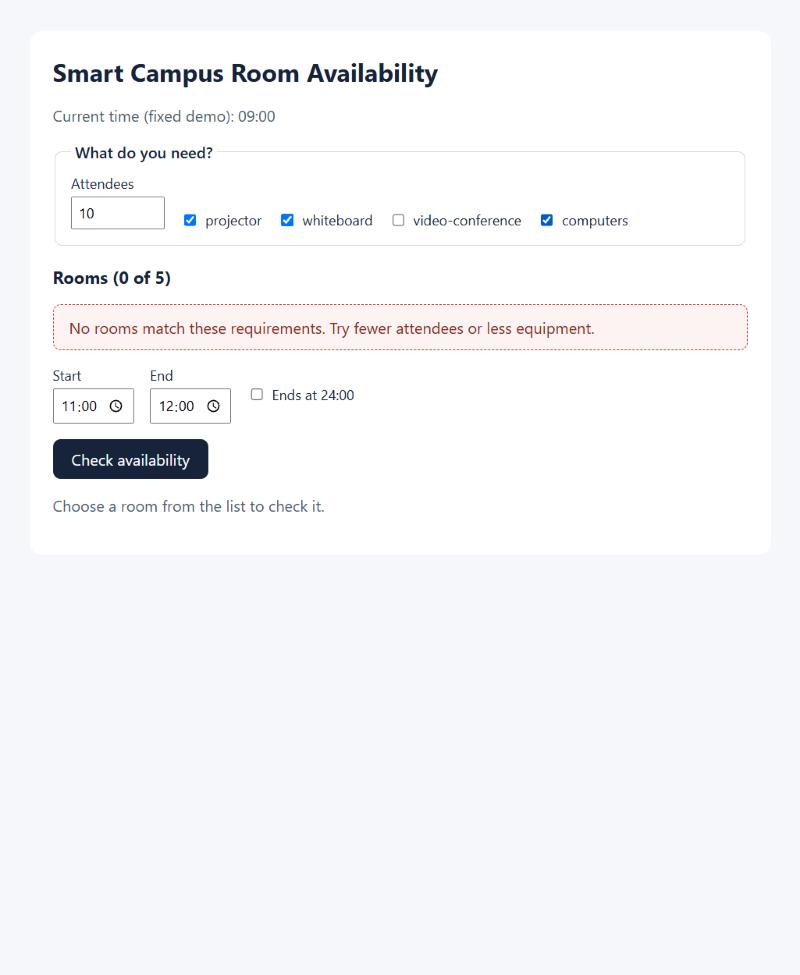 Smart Campus Room Availability
Current time (fixed demo): 09:00
What do you need?
Attendees
10
projector
whiteboard
video-conference
computers
Rooms (0 of 5)
No rooms match these requirements. Try fewer attendees or less equipment.
Start End
11:00 12:00 Ends at 24:00
Check availability
Choose a room from the list to check it.